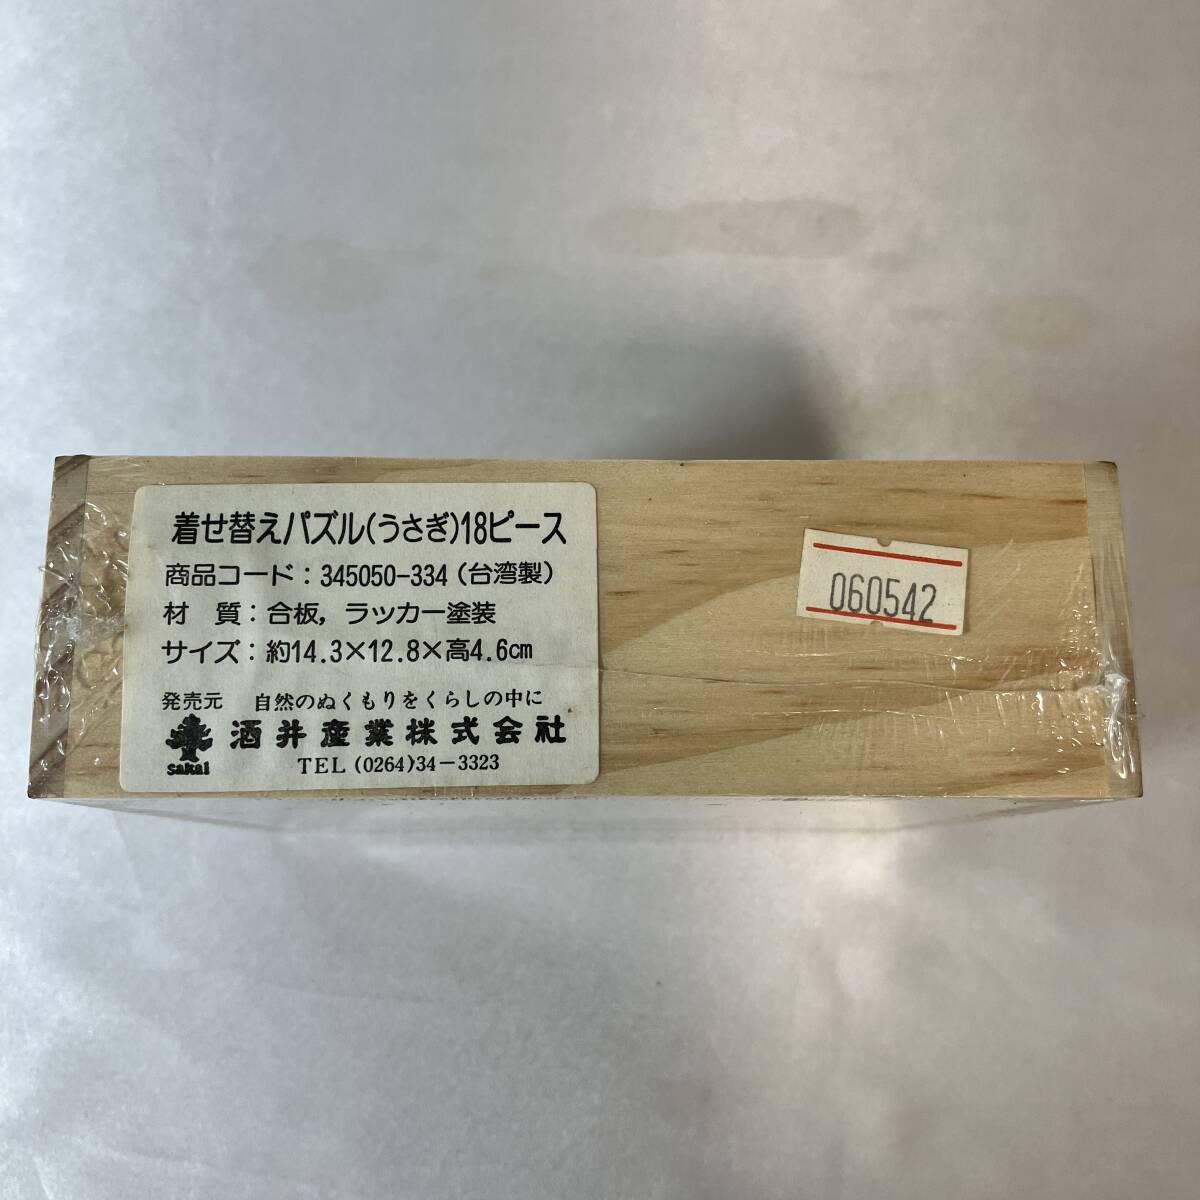 着せ替えパズル(うさぎ)18ピース
商品コード：345050-334（台湾製）
材　質：合板，ラッカー塗装
サイズ：約14.3×12.8×高4.6cm
発売元　自然のぬくもりをくらしの中に
酒井産業株式会社
sakai
TEL (0264)34－3323
060542